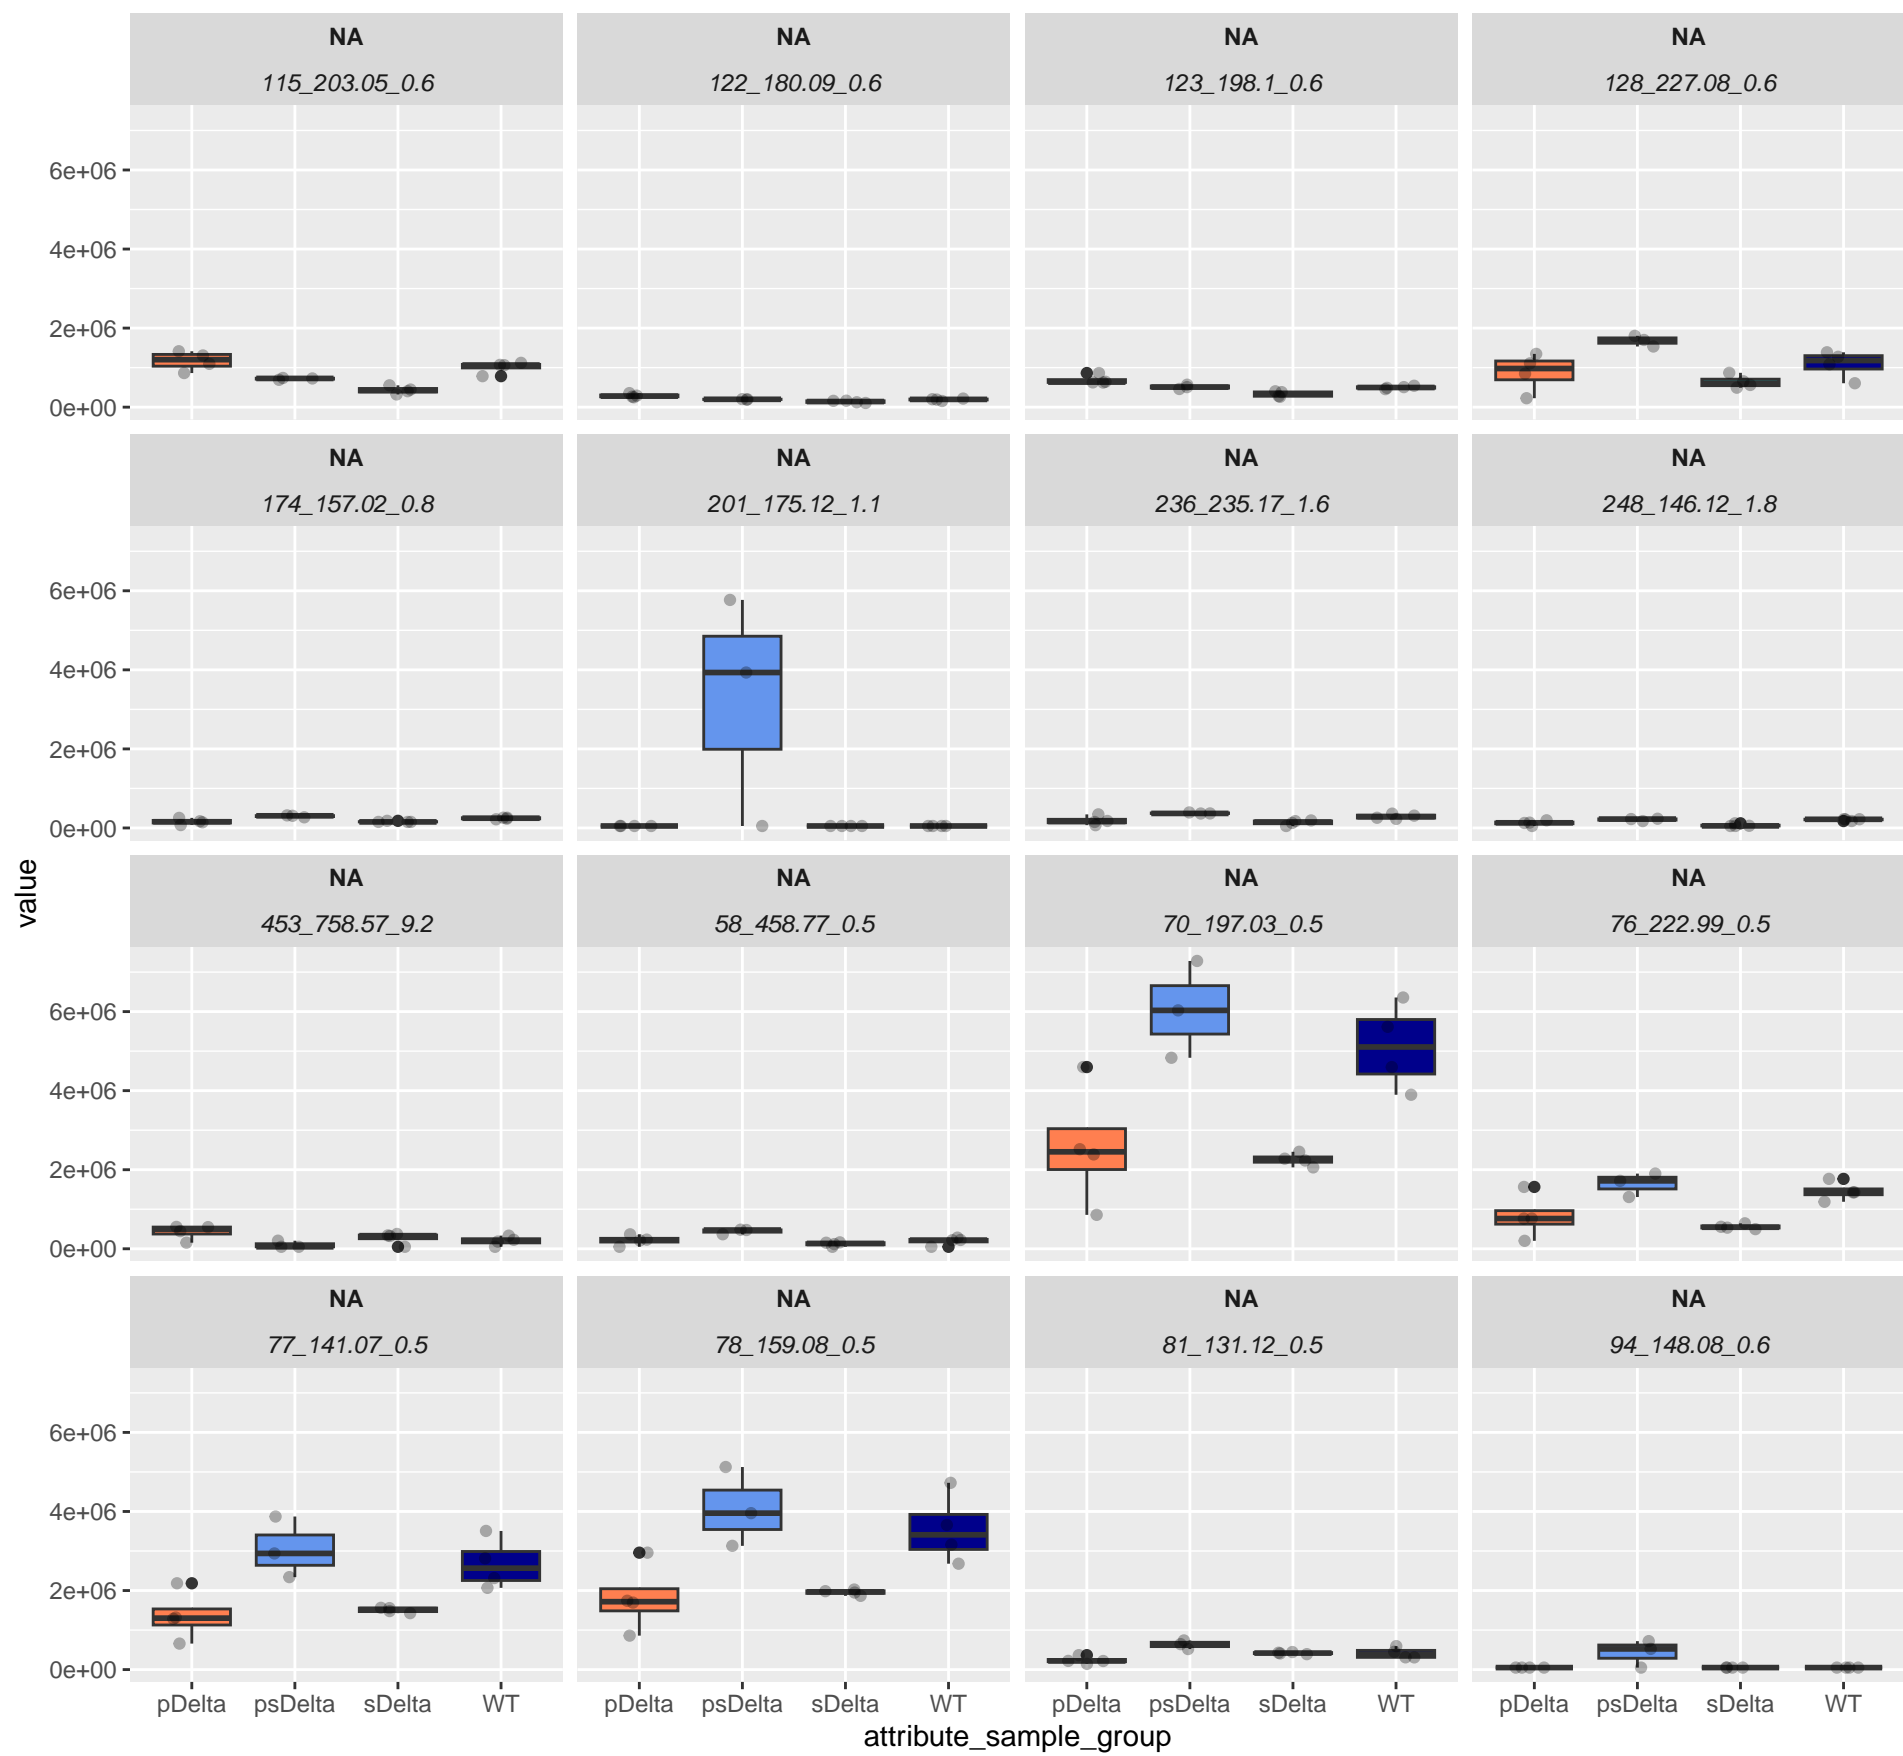 NA NA NA NA
115_203.05_0.6 122_180.09_0.6 123_198.1_0.6 128_227.08_0.6
6e+06
4e+06
2e+06
0e+00
NA NA NA NA
174_157.02_0.8 201_175.12_1.1 236_235.17_1.6 248_146.12_1.8
6e+06
4e+06
2e+06
0e+00
value
NA NA NA NA
453_758.57_9.2 58_458.77_0.5 70_197.03_0.5 76_222.99_0.5
6e+06
4e+06
2e+06
0e+00
NA NA NA NA
77_141.07_0.5 78_159.08_0.5 81_131.12_0.5 94_148.08_0.6
6e+06
4e+06
2e+06
0e+00
pDelta psDelta sDelta WT pDelta psDelta sDelta WT pDelta psDelta sDelta WT pDelta psDelta sDelta WT
attribute_sample_group